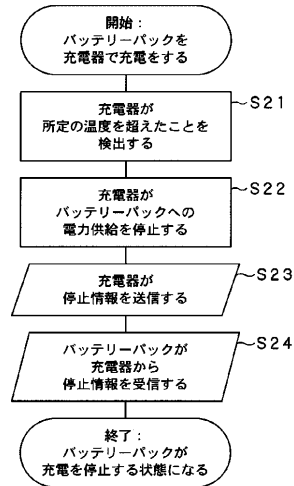 開始：
バッテリーパックを
充電器で充電をする
S21
充電器が
所定の温度を超えたことを
検出する
S22
充電器が
バッテリーパックへの
電力供給を停止する
S23
充電器が
停止情報を送信する
S24
バッテリーパックが
充電器から
停止情報を受信する
終了：
バッテリーパックが
充電を停止する状態になる